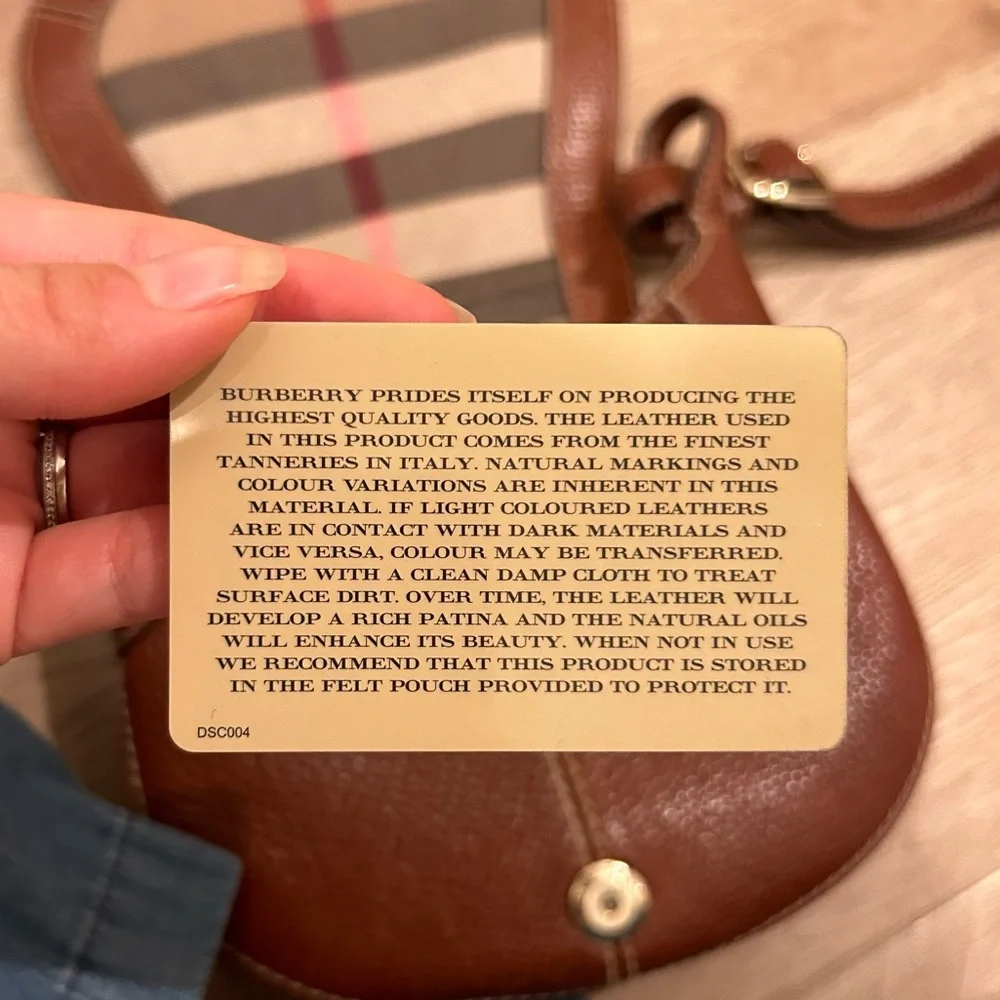 BURBERRY PRIDES ITSELF ON PRODUCING THE
HIGHEST QUALITY GOODS. THE LEATHER USED
IN THIS PRODUCT COMES FROM THE FINEST
TANNERIES IN ITALY. NATURAL MARKINGS AND
COLOUR VARIATIONS ARE INHERENT IN THIS
MATERIAL. IF LIGHT COLOURED LEATHERS
ARE IN CONTACT WITH DARK MATERIALS AND
VICE VERSA, COLOUR MAY BE TRANSFERRED.
WIPE WITH A CLEAN DAMP CLOTH TO TREAT
SURFACE DIRT. OVER TIME, THE LEATHER WILL
DEVELOP A RICH PATINA AND THE NATURAL OILS
WILL ENHANCE ITS BEAUTY. WHEN NOT IN USE
WE RECOMMEND THAT THIS PRODUCT IS STORED
IN THE FELT POUCH PROVIDED TO PROTECT IT.
DSC004